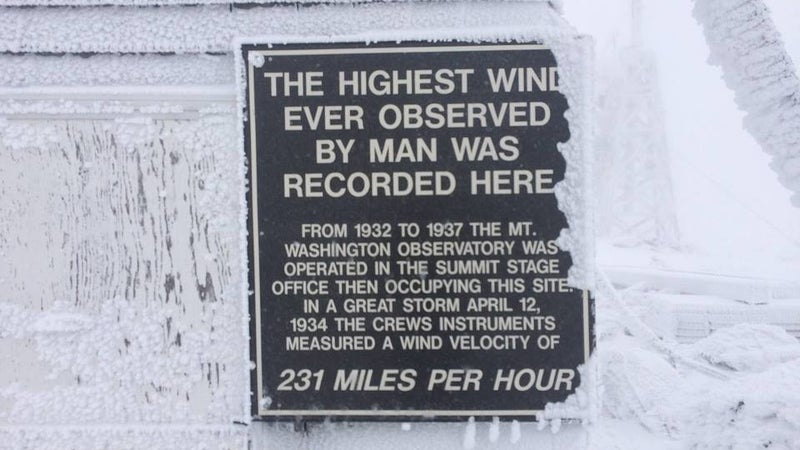 THE HIGHEST WIND
EVER OBSERVED
BY MAN WAS
RECORDED HERE
FROM 1932 TO 1937 THE MT.
WASHINGTON OBSERVATORY WAS
OPERATED IN THE SUMMIT STAGE
OFFICE THEN OCCUPYING THIS SITE.
IN A GREAT STORM APRIL 12,
1934 THE CREWS INSTRUMENTS
MEASURED A WIND VELOCITY OF
231 MILES PER HOUR